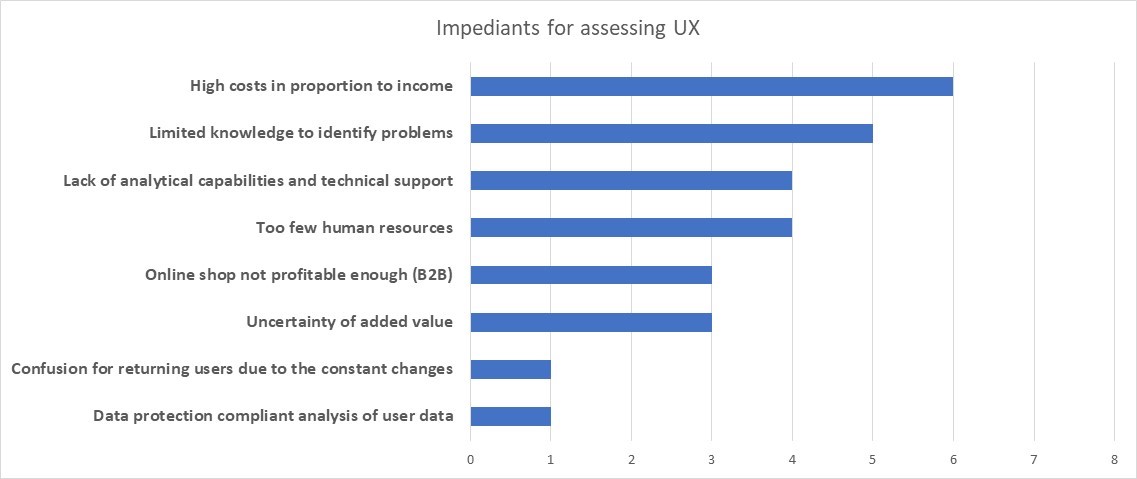 Impediants for assessing UX
High costs in proportion to income
Limited knowledge to identify problems
Lack of analytical capabilities and technical support
Too few human resources
Online shop not profitable enough (B2B)
Uncertainty of added value
Confusion for returning users due to the constant changes
Data protection compliant analysis of user data
0 1 2 3 4 5 6 7 8